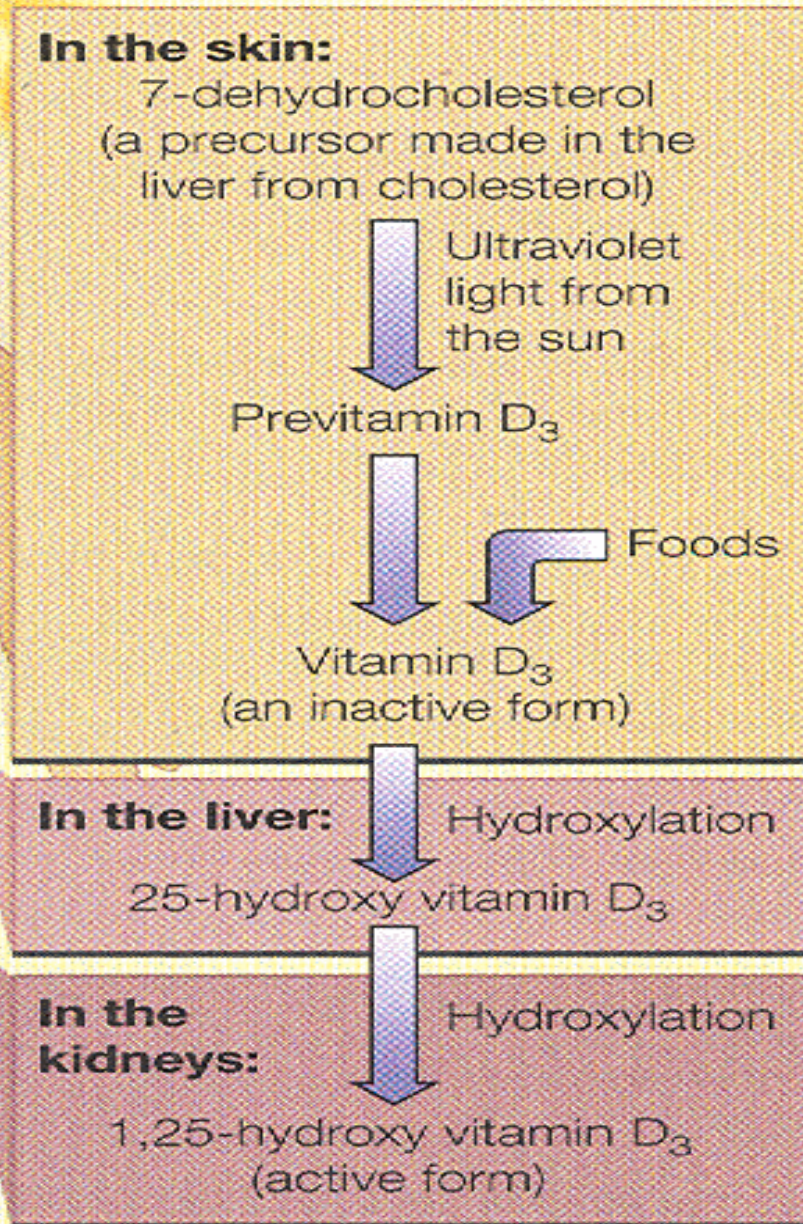 In the skin:
7-dehydrocholesterol
(a precursor made in the
liver from cholesterol)
Ultraviolet
light from
the sun
Previtamin D₃
Foods
Vitamin D₃
(an inactive form)
In the liver:
Hydroxylation
25-hydroxy vitamin D₃
In the
kidneys:
Hydroxylation
1,25-hydroxy vitamin D₃
(active form)